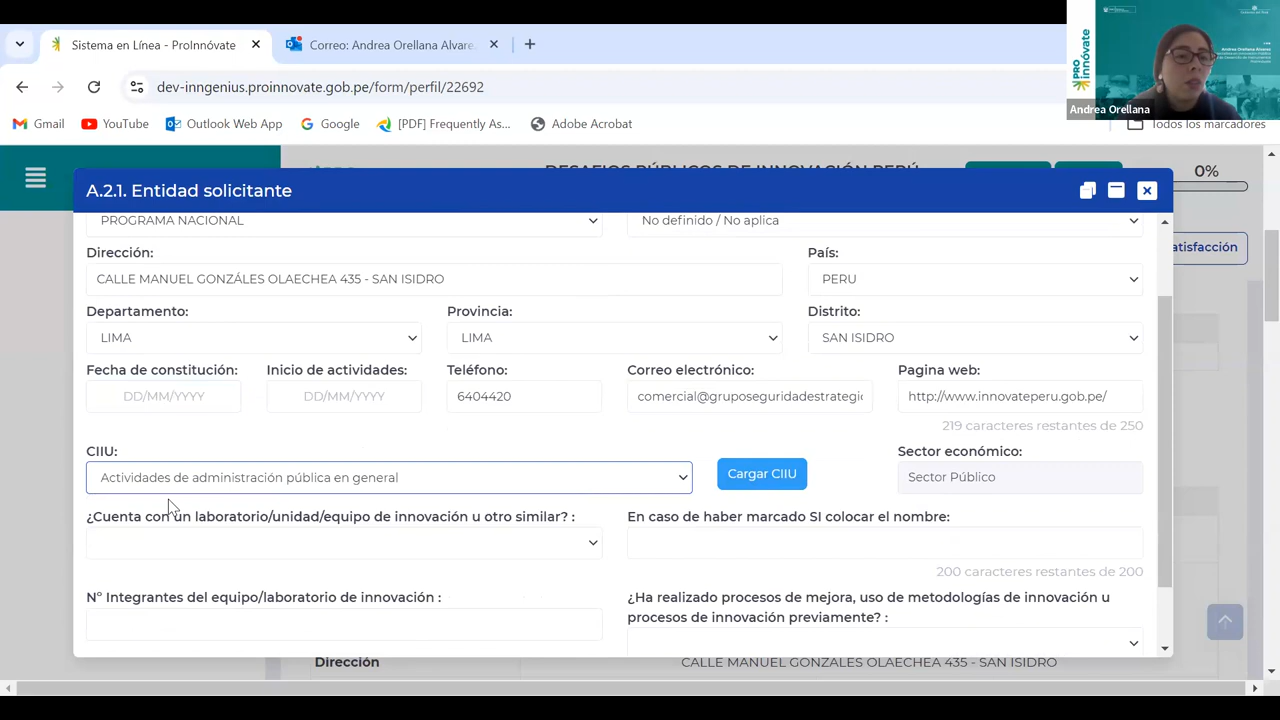 Sistema en Línea - ProInnóvate
Correo: Andrea Orellana Alvare
dev-inngenius.proinnovate.gob.pe/form/perfil/22692
Gmail
YouTube
Outlook Web App
Google
[FIF] Frequently As...
Adobe Acrobat
Todos los marcadores
PRO
innóvate
Andrea Orellana Alvarez
Andrea Orellana
DESAFIOS PÚBLICOS DE INNOVACIÓN PERÚ
0%
atisfacción
A.2.1. Entidad solicitante
PROGRAMA NACIONAL
No definido / No aplica
Dirección:
País:
CALLE MANUEL GONZÁLES OLAECHEA 435 - SAN ISIDRO
PERU
Departamento:
Provincia:
Distrito:
LIMA
LIMA
SAN ISIDRO
Fecha de constitución:
Inicio de actividades:
Teléfono:
Correo electrónico:
Pagina web:
DD/MM/YYYY
DD/MM/YYYY
6404420
comercial@gruposeguridadestrategic
http://www.innovateperu.gob.pe/
219 caracteres restantes de 250
CIIU:
Sector económico:
Actividades de administración pública en general
Cargar CIIU
Sector Público
¿Cuenta con un laboratorio/unidad/equipo de innovación u otro similar? :
En caso de haber marcado SI colocar el nombre:
200 caracteres restantes de 200
N° Integrantes del equipo/laboratorio de innovación :
¿Ha realizado procesos de mejora, uso de metodologías de innovación u
procesos de innovación previamente? :
Dirección
CALLE MANUEL GONZALES OLAECHEA 435 - SAN ISIDRO